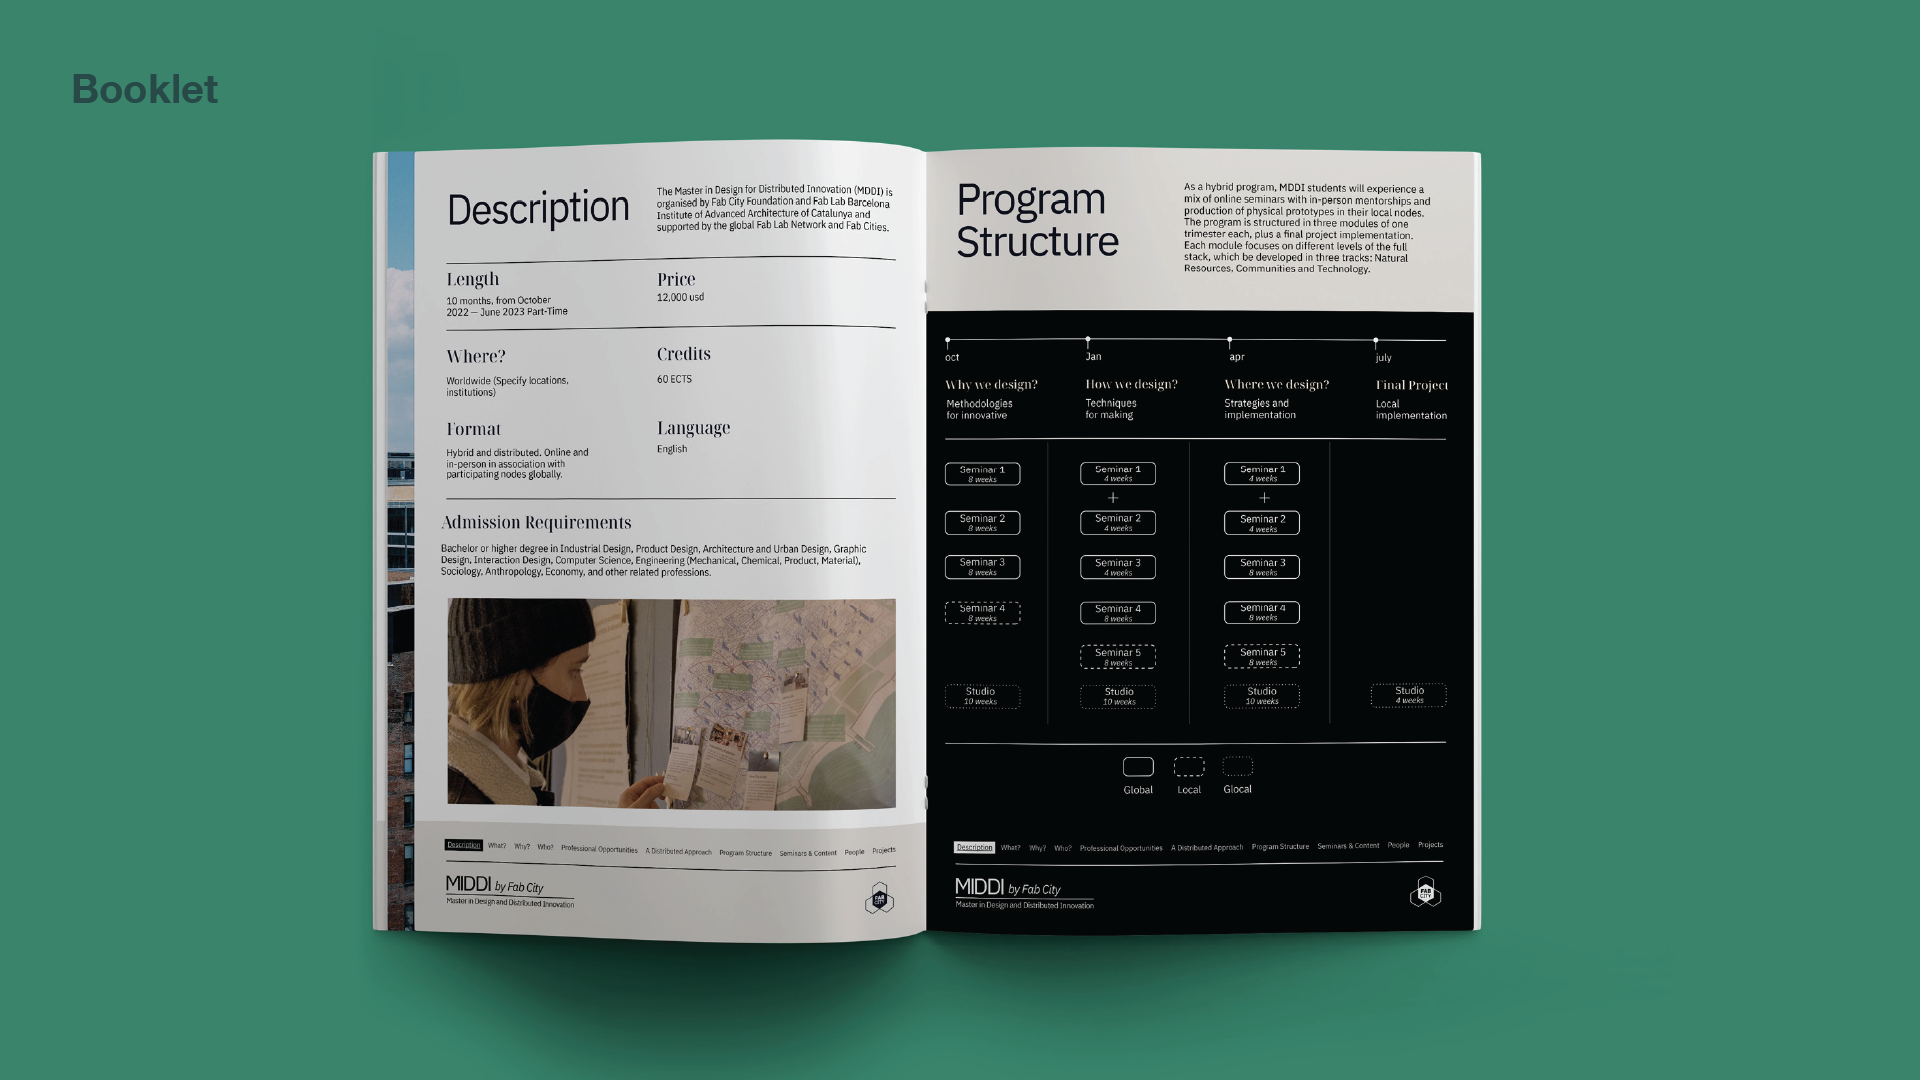 Booklet
Description
The Master in Design for Distributed Innovation (MDDI) is
organised by Fab City Foundation and Fab Lab Barcelona
Institute of Advanced Architecture of Catalunya and
supported by the global Fab Lab Network and Fab Cities.
Length
10 months, from October
2022 — June 2023 Part-Time
Price
12,000 usd
Where?
Worldwide (Specify locations,
institutions)
Credits
60 ECTS
Format
Hybrid and distributed. Online and
in-person in association with
participating nodes globally.
Language
English
Admission Requirements
Bachelor or higher degree in Industrial Design, Product Design, Architecture and Urban Design, Graphic
Design, Interaction Design, Computer Science, Engineering (Mechanical, Chemical, Product, Material),
Sociology, Anthropology, Economy, and other related professions.
Description What? Why? Who? Professional Opportunities A Distributed Approach Program Structure Seminars & Content People Projects
MIDDI by Fab City
Master in Design and Distributed Innovation
FAB
CITY
Program
Structure
As a hybrid program, MDDI students will experience a
mix of online seminars with in-person mentorships and
production of physical prototypes in their local nodes.
The program is structured in three modules of one
trimester each, plus a final project implementation.
Each module focuses on different levels of the full
stack, which be developed in three tracks: Natural
Resources, Communities and Technology.
oct Jan apr july
Why we design? How we design? Where we design? Final Project
Methodologies Techniques Strategies and Local
for innovative for making implementation implementation
Seminar 1 Seminar 1 Seminar 1
8 weeks 4 weeks 4 weeks
+ +
Seminar 2 Seminar 2 Seminar 2
8 weeks 4 weeks 4 weeks
Seminar 3 Seminar 3 Seminar 3
8 weeks 4 weeks 8 weeks
Seminar 4 Seminar 4 Seminar 4
8 weeks 8 weeks 8 weeks
Seminar 5 Seminar 5
8 weeks 8 weeks
Studio Studio Studio Studio
10 weeks 10 weeks 10 weeks 4 weeks
Global Local Glocal
Description What? Why? Who? Professional Opportunities A Distributed Approach Program Structure Seminars & Content People Projects
MIDDI by Fab City
Master in Design and Distributed Innovation
FAB
CITY